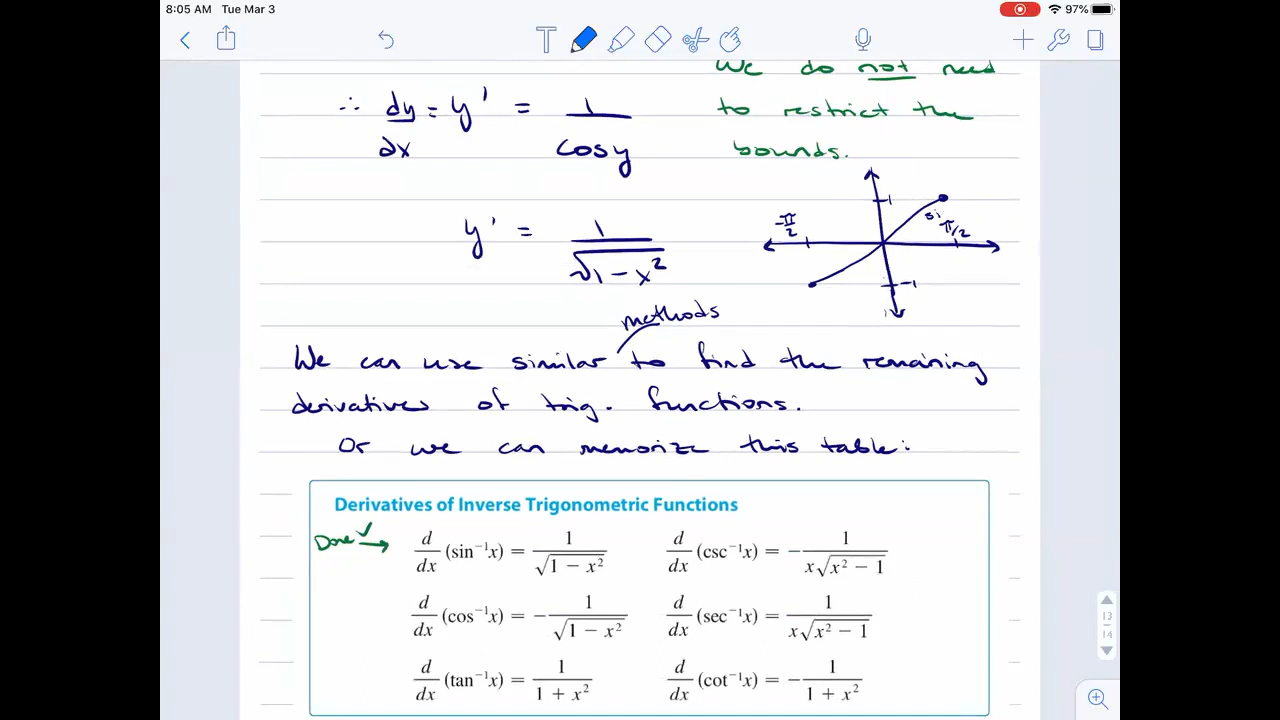 8:05 AM Tue Mar 3 97%
We do not need
∴ dy/dx = y' = 1/cosy
to restrict the
bounds.
y' = 1/√(1-x²)
1
-π/2
π/2
-1
methods
We can use similar to find the remaining
derivatives of trig. functions.
Or we can memorize this table:
Derivatives of Inverse Trigonometric Functions
Done ✓ →
d/dx (sin⁻¹x) = 1/√(1 − x²) d/dx (csc⁻¹x) = −1/(x√(x² − 1))
d/dx (cos⁻¹x) = −1/√(1 − x²) d/dx (sec⁻¹x) = 1/(x√(x² − 1))
d/dx (tan⁻¹x) = 1/(1 + x²) d/dx (cot⁻¹x) = −1/(1 + x²)
13
14